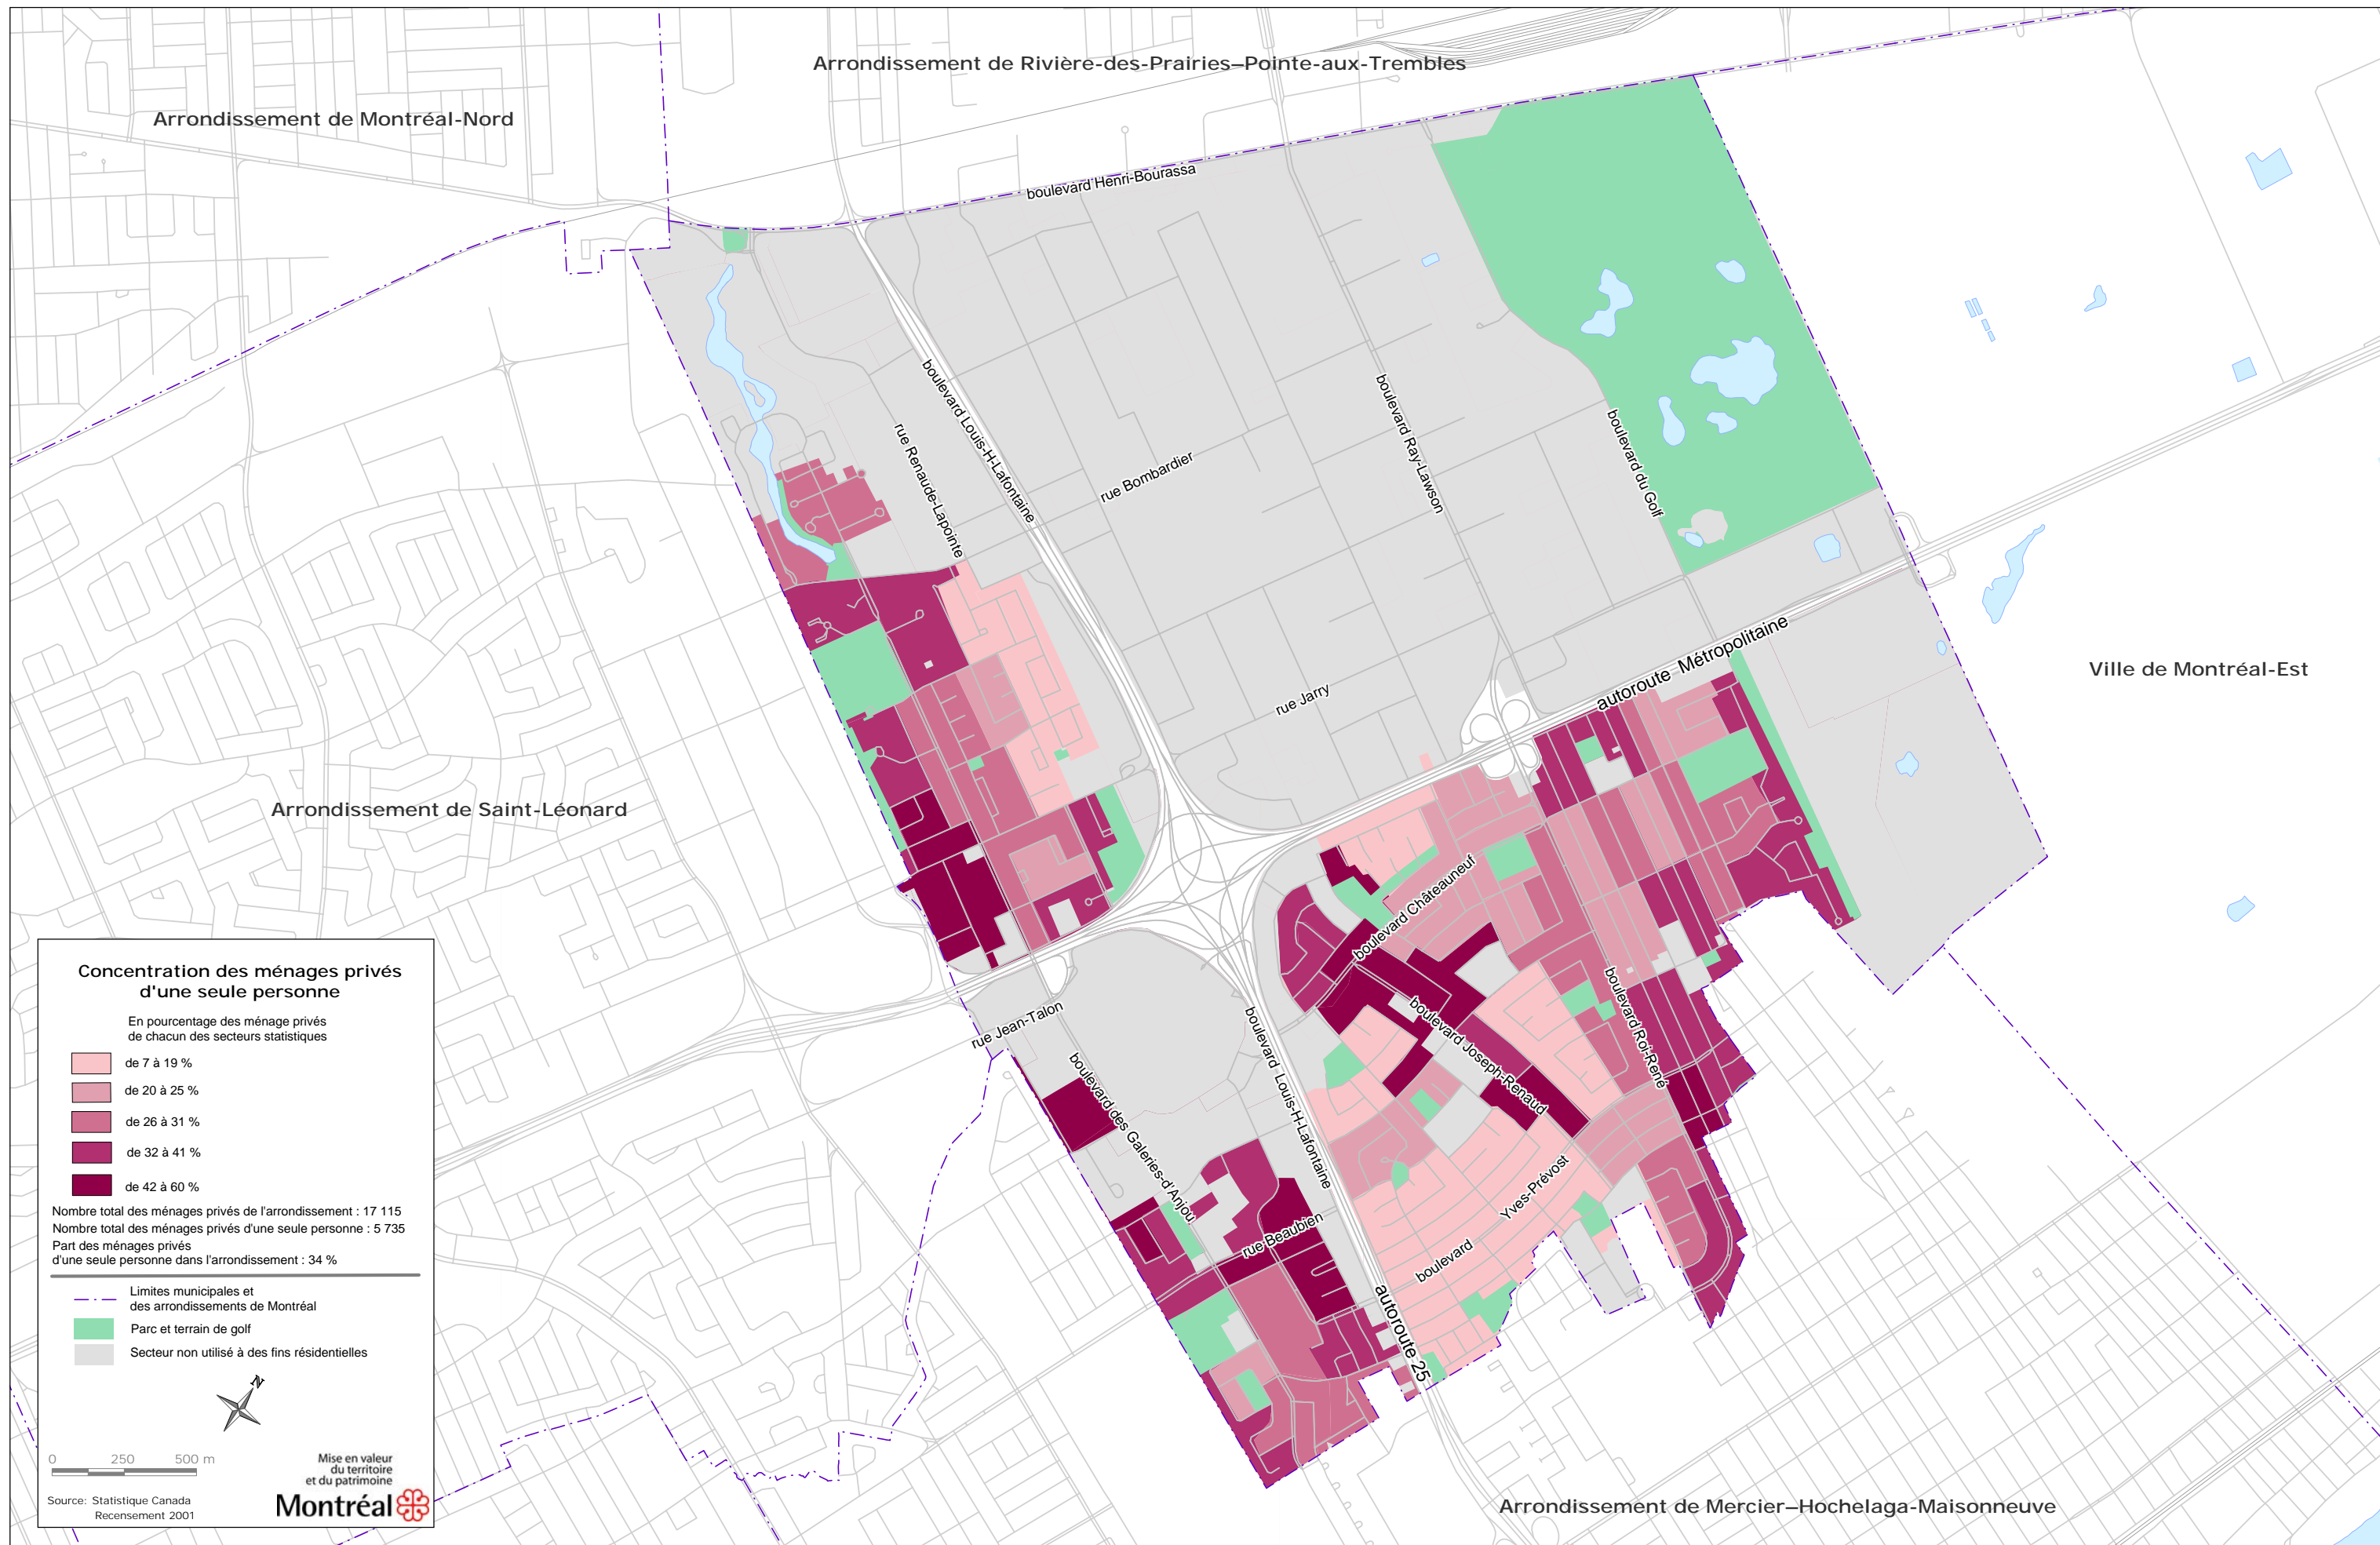 Arrondissement de Rivière-des-Prairies–Pointe-aux-Trembles
Arrondissement de Montréal-Nord
boulevard Henri-Bourassa
boulevard Louis-H-Lafontaine
rue Renaude-Lapointe
rue Bombardier
boulevard Ray-Lawson
boulevard du Golf
rue Jarry
autoroute Métropolitaine
Ville de Montréal-Est
Arrondissement de Saint-Léonard
boulevard Châteauneuf
boulevard Joseph-Renaud
boulevard Roi-René
rue Jean-Talon
boulevard des Galeries-d'Anjou
boulevard Louis-H-Lafontaine
rue Beaubien
boulevard
Yves-Prévost
autoroute 25
Arrondissement de Mercier–Hochelaga-Maisonneuve
Concentration des ménages privés
d'une seule personne
En pourcentage des ménage privés
de chacun des secteurs statistiques
de 7 à 19 %
de 20 à 25 %
de 26 à 31 %
de 32 à 41 %
de 42 à 60 %
Nombre total des ménages privés de l'arrondissement : 17 115
Nombre total des ménages privés d'une seule personne : 5 735
Part des ménages privés
d'une seule personne dans l'arrondissement : 34 %
Limites municipales et
des arrondissements de Montréal
Parc et terrain de golf
Secteur non utilisé à des fins résidentielles
N
0 250 500 m
Mise en valeur
du territoire
et du patrimoine
Montréal
Source: Statistique Canada
Recensement 2001